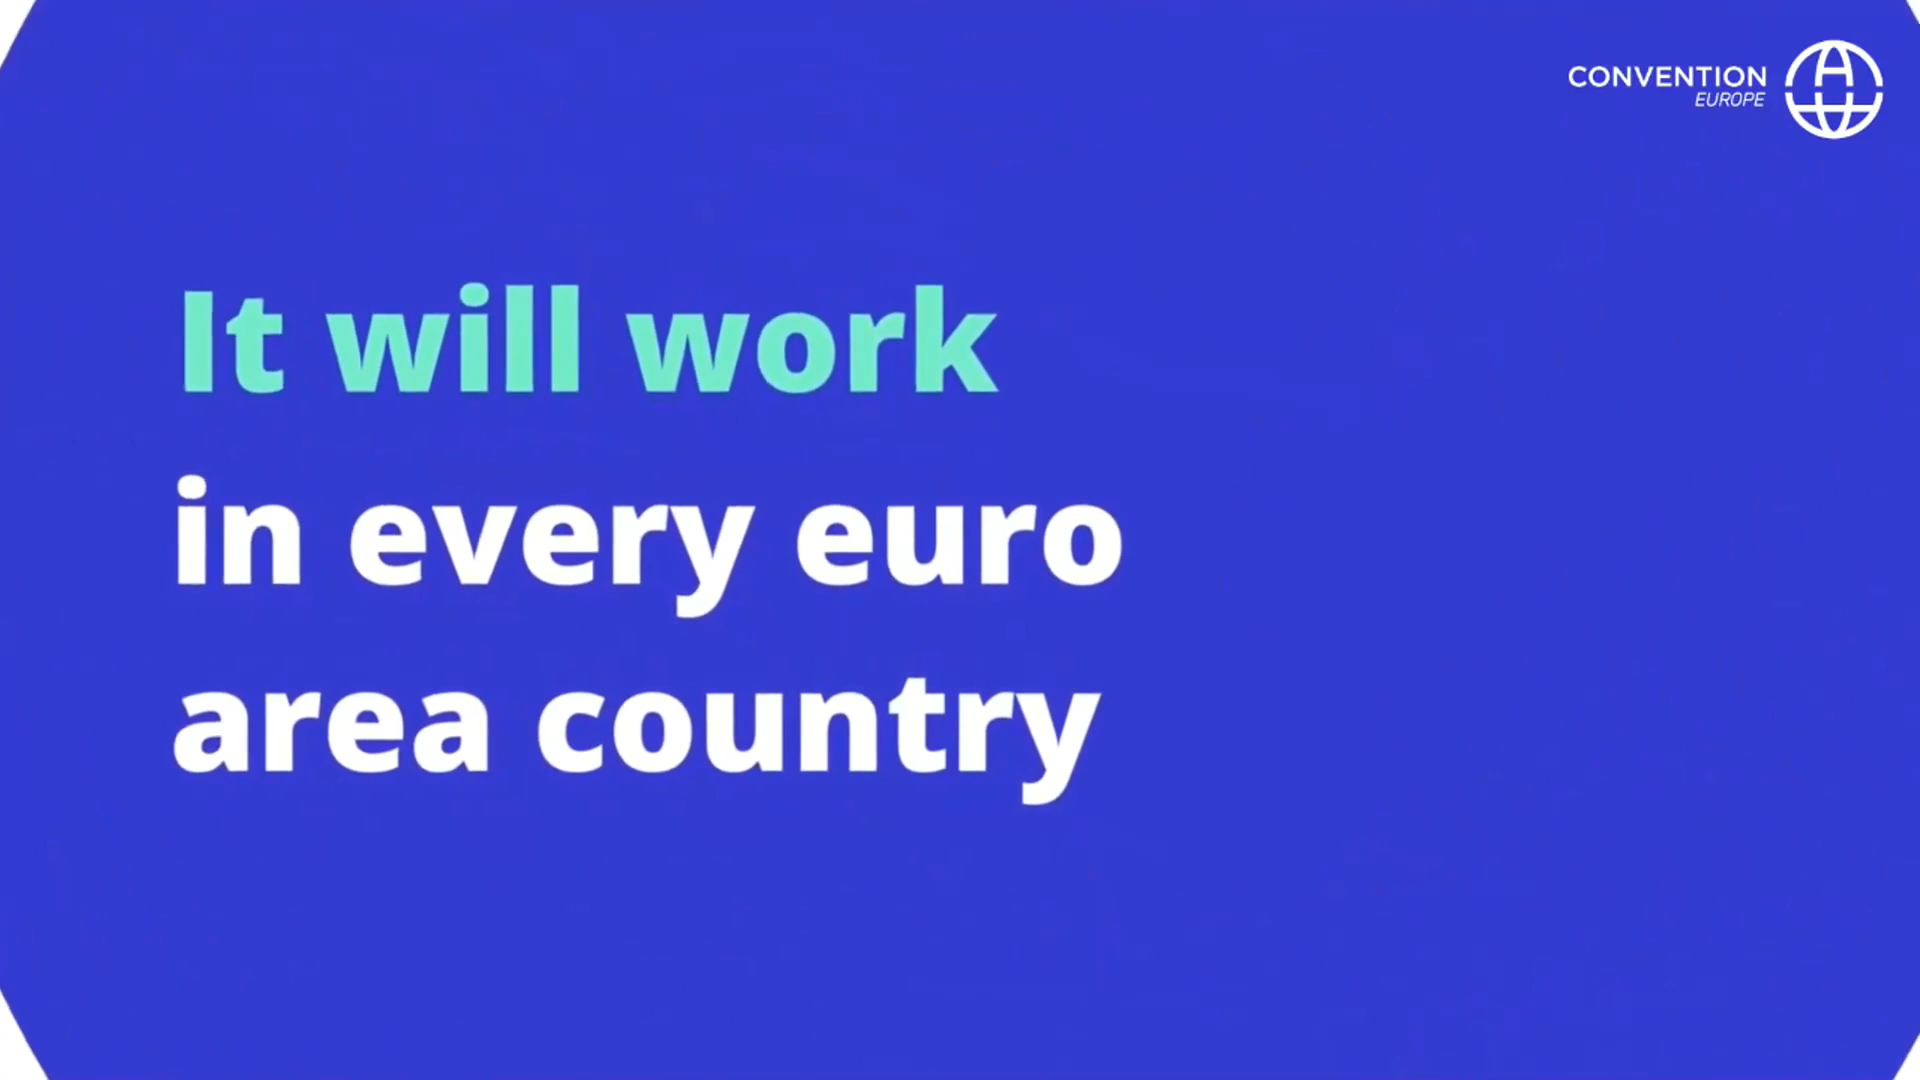 CONVENTION
EUROPE
It will work
in every euro
area country